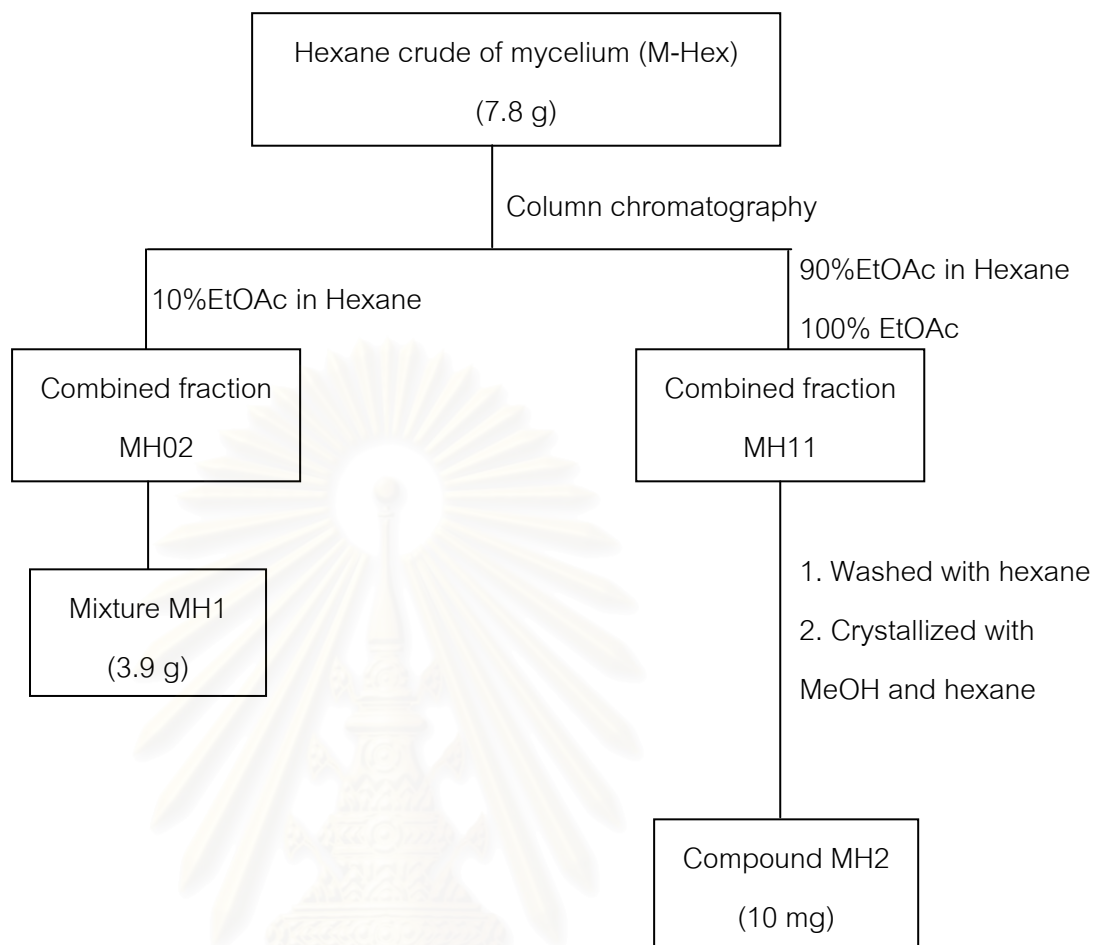 Hexane crude of mycelium (M-Hex)
(7.8 g)
Column chromatography
10%EtOAc in Hexane
90%EtOAc in Hexane
100% EtOAc
Combined fraction
MH02
Combined fraction
MH11
Mixture MH1
(3.9 g)
1. Washed with hexane
2. Crystallized with
MeOH and hexane
Compound MH2
(10 mg)